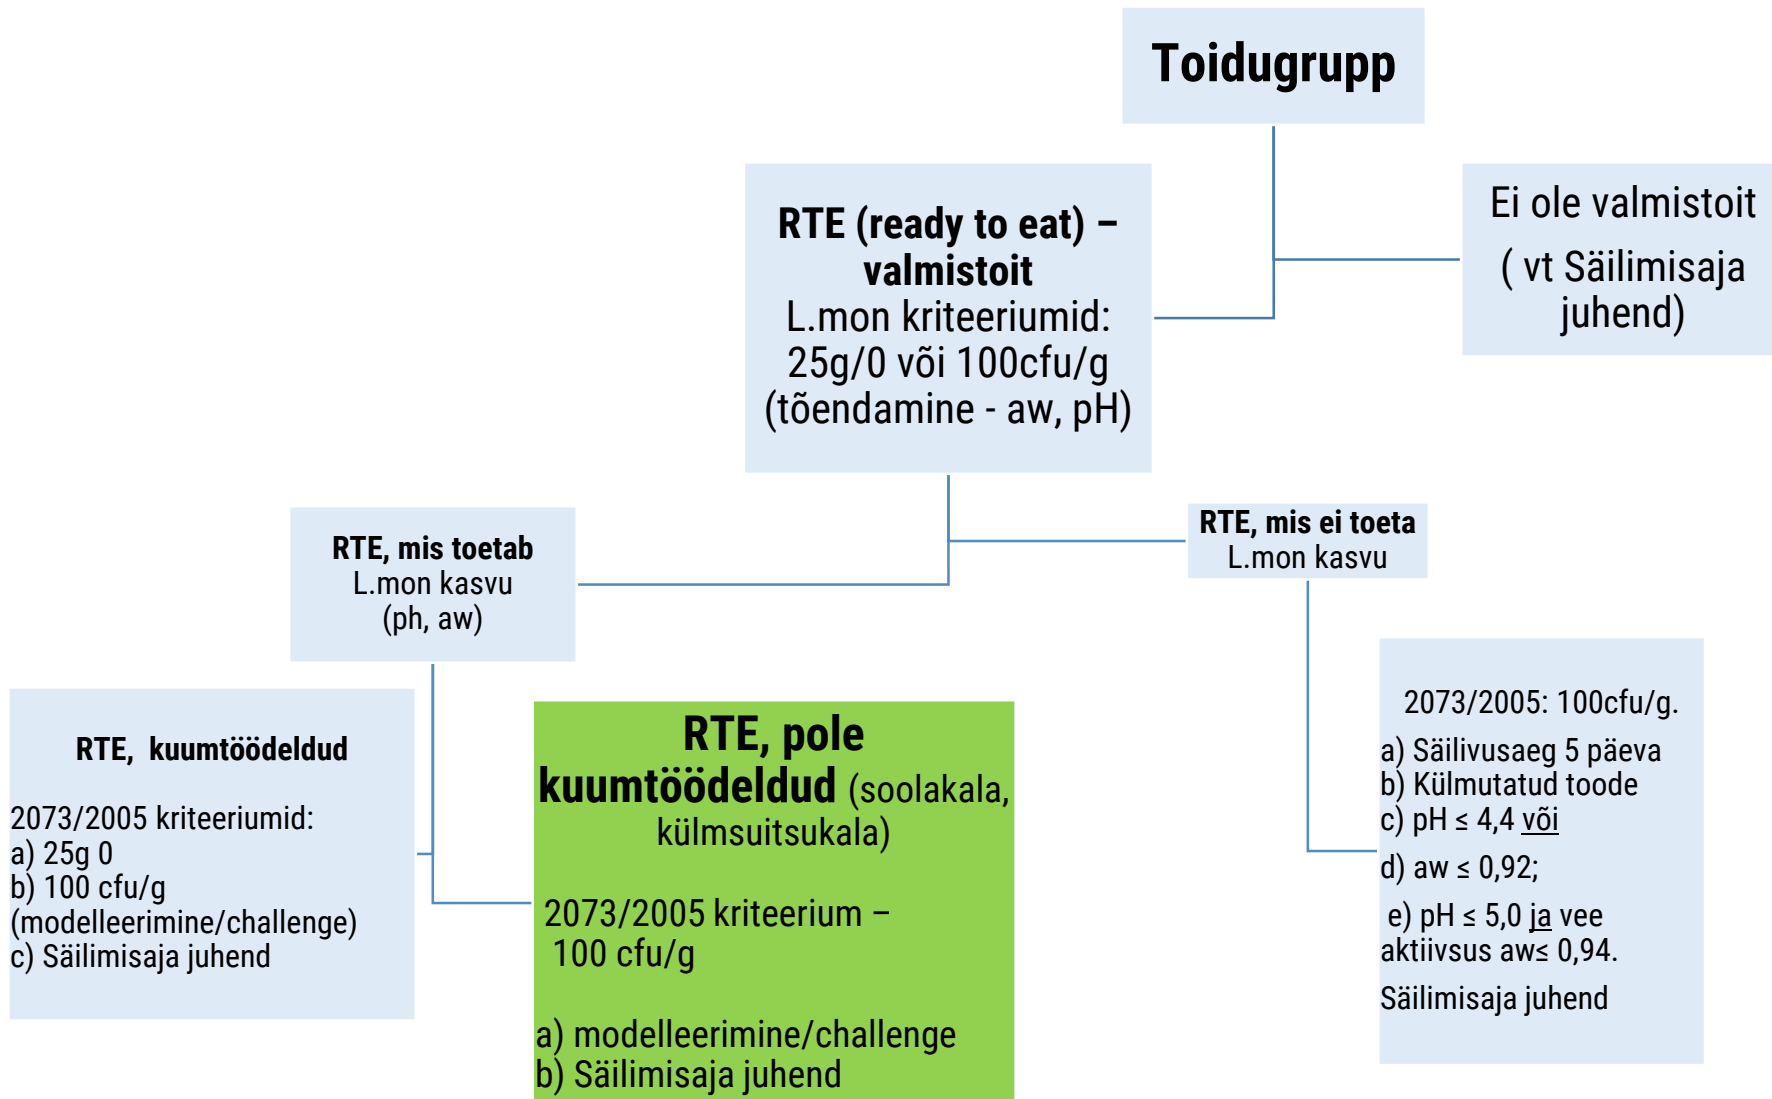 Toidugrupp
RTE (ready to eat) –
valmistoit
L.mon kriteeriumid:
25g/0 või 100cfu/g
(tõendamine - aw, pH)
Ei ole valmistoit
( vt Säilimisaja
juhend)
RTE, mis toetab
L.mon kasvu
(ph, aw)
RTE, mis ei toeta
L.mon kasvu
RTE, kuumtöödeldud
2073/2005 kriteeriumid:
a) 25g 0
b) 100 cfu/g
(modelleerimine/challenge)
c) Säilimisaja juhend
RTE, pole
kuumtöödeldud (soolakala,
külmsuitsukala)
2073/2005 kriteerium –
100 cfu/g
a) modelleerimine/challenge
b) Säilimisaja juhend
2073/2005: 100cfu/g.
a) Säilivusaeg 5 päeva
b) Külmutatud toode
c) pH ≤ 4,4 või
d) aw ≤ 0,92;
e) pH ≤ 5,0 ja vee
aktiivsus aw≤ 0,94.
Säilimisaja juhend